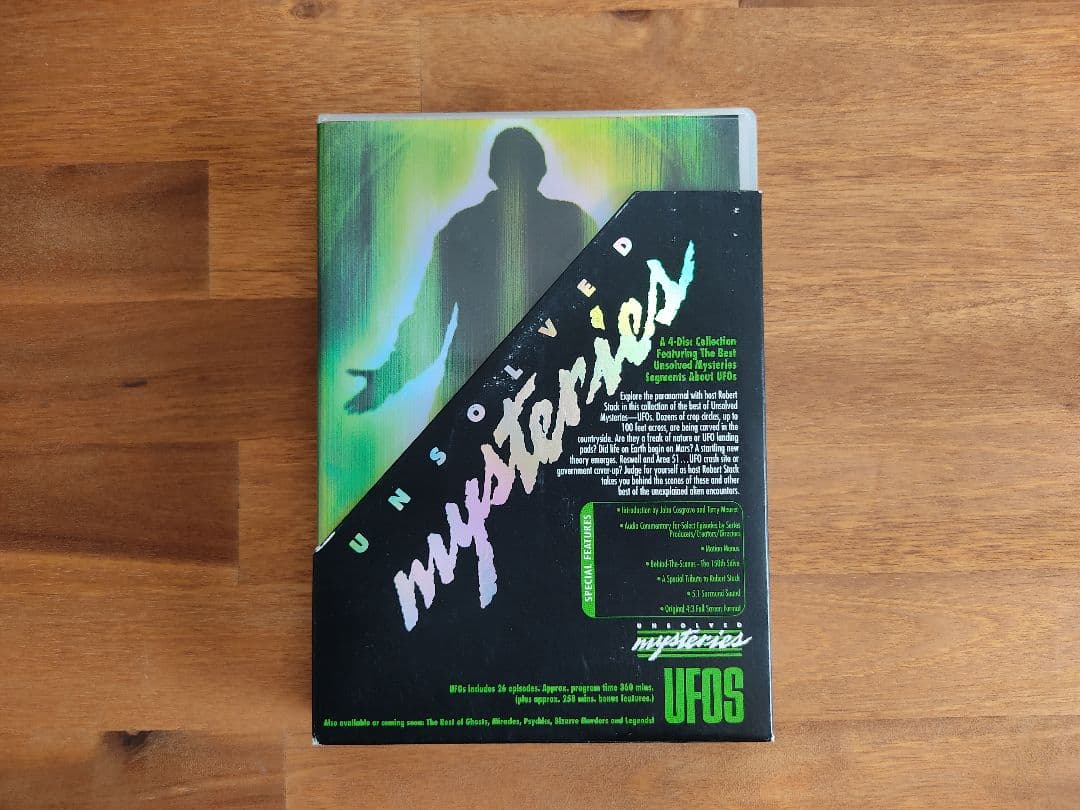 UNSOLVED
mysteries
A 4-Disc Collection
Featuring The Best
Unsolved Mysteries
Segments About UFOs
Explore the paranormal with host Robert
Stack in this collection of the best of Unsolved
Mysteries—UFOs. Dozens of crop circles, up to
100 feet across, are being carved in the
countryside. Are they a freak of nature or UFO landing
pads? Did life on Earth begin on Mars? A startling new
theory emerges. Roswell and Area 51...UFO crash site or
government cover-up? Judge for yourself as host Robert Stack
takes you behind the scenes of these and other
best of the unexplained alien encounters.
SPECIAL FEATURES
• Introduction by John Cosgrove and Terry Meurer
• Audio Commentary for Select Episodes by Series
Producers/Creators/Directors
• Motion Menus
• Behind-The-Scenes - The 150th
• A Special Tribute to Robert Stack
• 5.1 Surround Sound
• Original 4:3 Full Screen Format
UNSOLVED
mysteries
UFOS
UFOs includes 26 episodes. Approx. program time 360 mins.
(plus approx. 250 mins. bonus features.)
Also available or coming soon: The Best of Ghosts, Miracles, Psychics, Bizarre Murders and Legends!